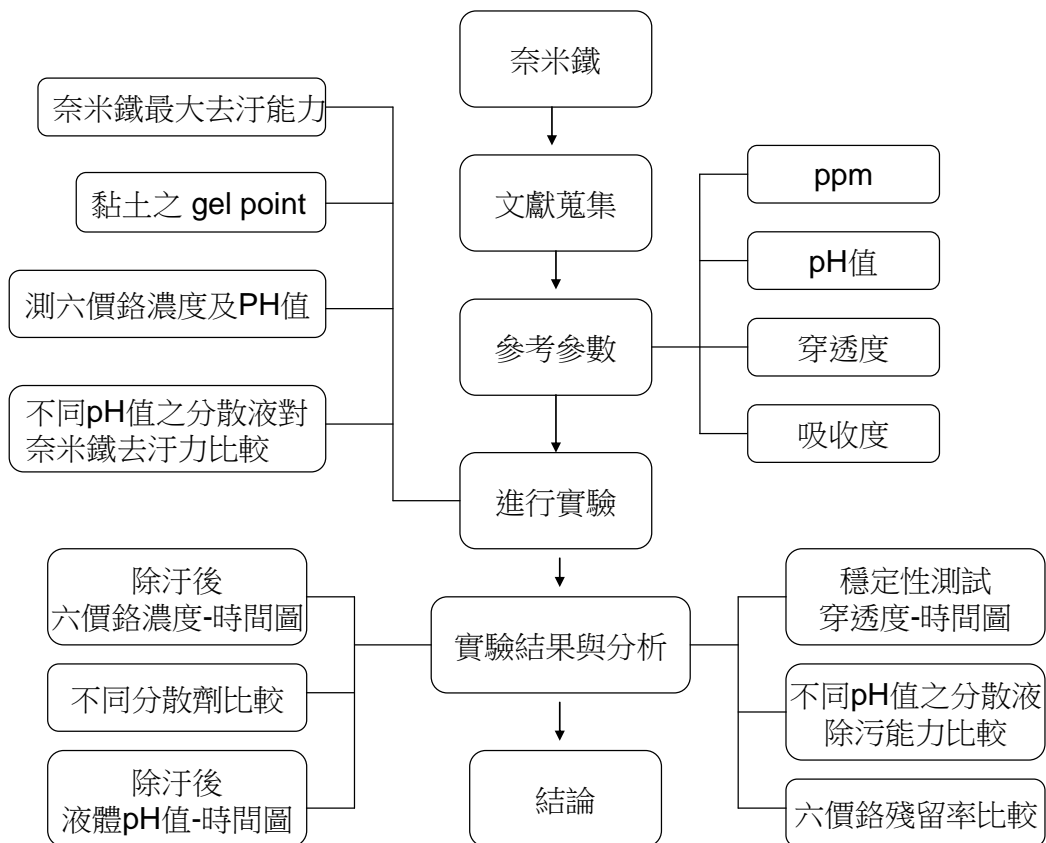 奈米鐵
奈米鐵最大去汙能力
黏土之 gel point
文獻蒐集
ppm
pH值
測六價鉻濃度及PH值
參考參數
穿透度
不同pH值之分散液對
奈米鐵去汙力比較
吸收度
進行實驗
除汙後
六價鉻濃度-時間圖
不同分散劑比較
除汙後
液體pH值-時間圖
實驗結果與分析
穩定性測試
穿透度-時間圖
不同pH值之分散液
除污能力比較
六價鉻殘留率比較
結論